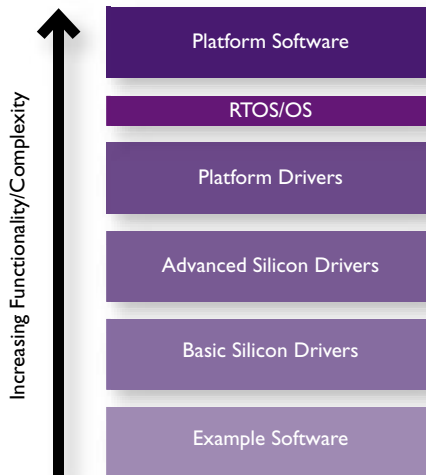 Increasing Functionality/Complexity
Platform Software
RTOS/OS
Platform Drivers
Advanced Silicon Drivers
Basic Silicon Drivers
Example Software